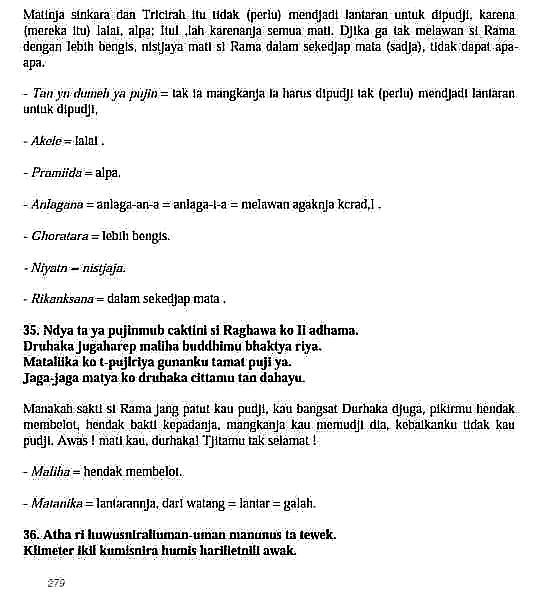 Matinja sinkara dan Tricirah itu tidak (perlu) mendjadi lantaran untuk dipudji, karena
(mereka itu) lalai, alpa; Itul ,lah karenanja semua mati. Djika ga tak melawan si Rama
dengan lebih bengis, nistjaya mati si Rama dalam sekedjap mata (sadja), tidak dapat apa-
apa.
- Tan yn dumeh ya pujin = tak ia mangkanja ia harus dipudji tak (perlu) mendjadi lantaran
untuk dipudji,
- Akele = lalai .
- Pramiida = alpa.
- Anlagana = anlaga-an-a = anlaga-i-a = melawan agaknja kcrad,I .
- Ghoratara = lebih bengis.
- Niyatn – nistjaja.
- Rikanksana = dalam sekedjap mata .
35. Ndya ta ya pujinmub caktini si Raghawa ko II adhama.
Druhaka jugaharep maliha buddhimu bhaktya riya.
Mataliika ko t-pujiriya gunanku tamat puji ya.
Jaga-jaga matya ko druhaka cittamu tan dahayu.
Manakah sakti si Rama jang patut kau pudji, kau bangsat Durhaka djuga, pikirmu hendak
membelot, hendak bakti kepadanja, mangkanja kau memudji dia, kebaikanku tidak kau
pudji. Awas ! mati kau, durhaka! Tjitamu tak selamat !
- Maliha = hendak membelot.
- Matanika = lantarannja, dari watang = lantar = galah.
36. Atha ri huwusniraliuman-uman manunus ta tewek.
Kilmeter ikil kumisnira humis harilietnill awak.
279